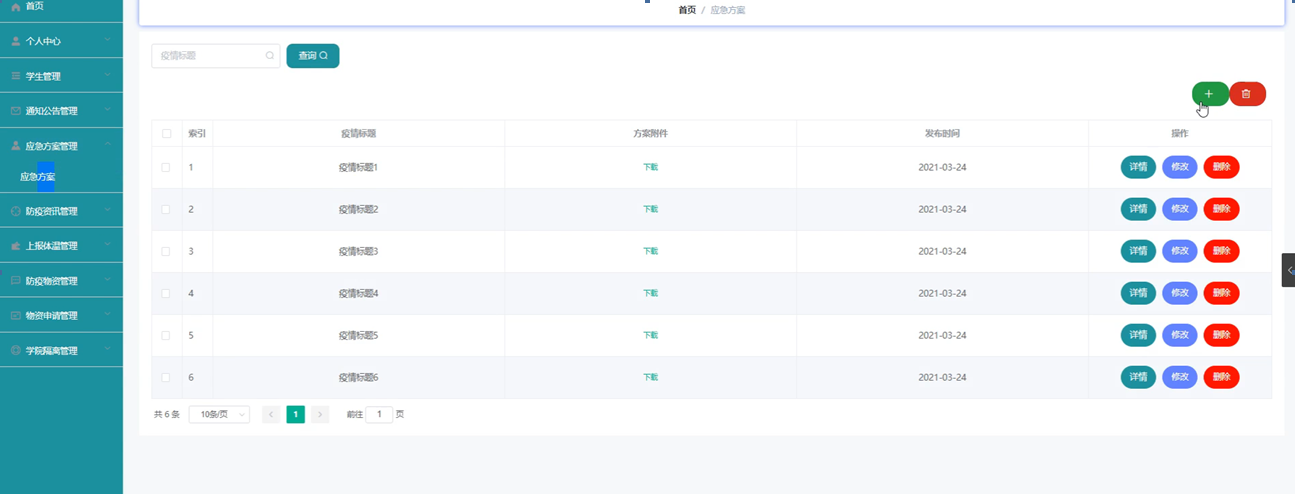 首页
个人中心
学生管理
通知公告管理
应急方案管理
应急方案
防疫资讯管理
上报体温管理
防疫物资管理
物资申请管理
学院隔离管理
首页 / 应急方案
疫情标题 查询
+
索引 疫情标题 方案附件 发布时间 操作
1 疫情标题1 下载 2021-03-24 详情 修改 删除
2 疫情标题2 下载 2021-03-24 详情 修改 删除
3 疫情标题3 下载 2021-03-24 详情 修改 删除
4 疫情标题4 下载 2021-03-24 详情 修改 删除
5 疫情标题5 下载 2021-03-24 详情 修改 删除
6 疫情标题6 下载 2021-03-24 详情 修改 删除
共 6 条 10条/页 < 1 > 前往 1 页